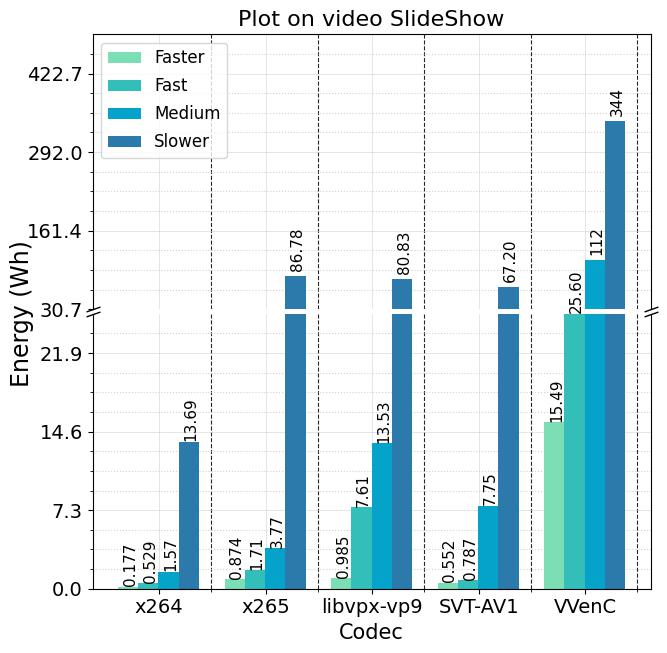 Plot on video SlideShow
Faster
Fast
Medium
Slower
Energy (Wh)
422.7
292.0
161.4
30.7
21.9
14.6
7.3
0.0
0.177
0.529
1.57
13.69
0.874
1.71
3.77
86.78
0.985
7.61
13.53
80.83
0.552
0.787
7.75
67.20
15.49
25.60
112
344
x264
x265
libvpx-vp9
SVT-AV1
VVenC
Codec